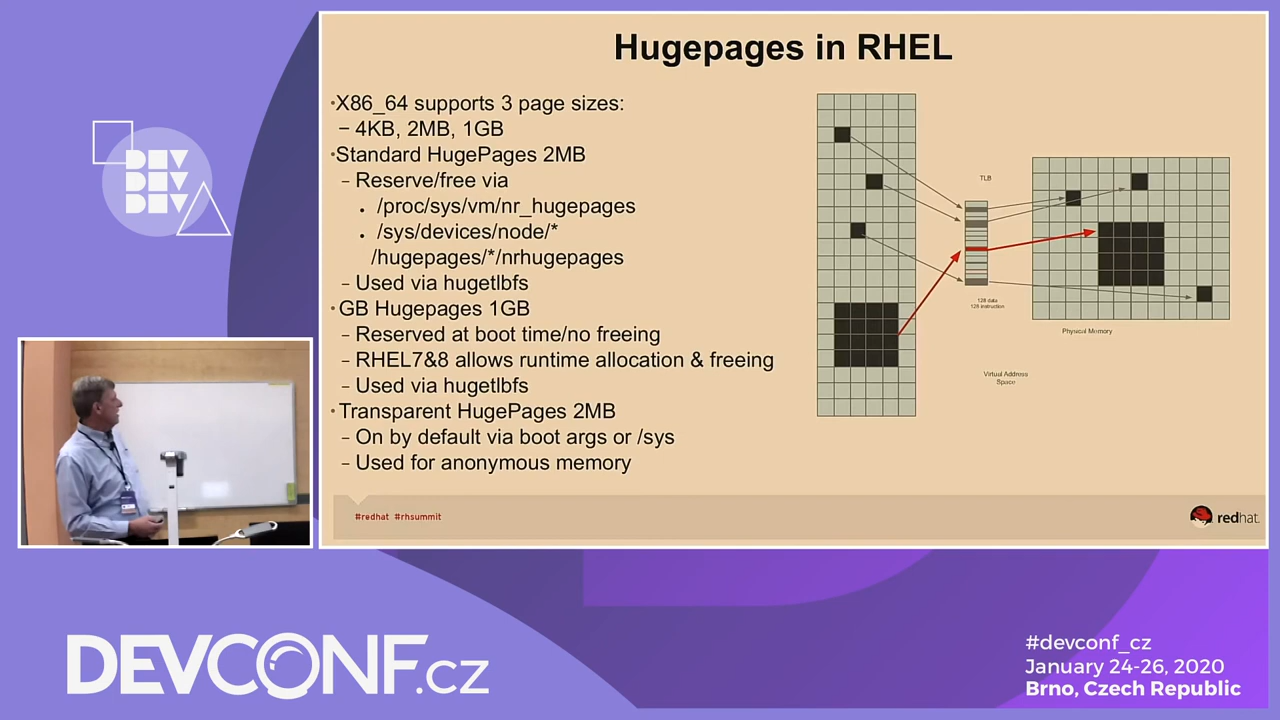 Hugepages in RHEL
•X86_64 supports 3 page sizes:
– 4KB, 2MB, 1GB
•Standard HugePages 2MB
– Reserve/free via
• /proc/sys/vm/nr_hugepages
• /sys/devices/node/*
/hugepages/*/nrhugepages
– Used via hugetlbfs
• GB Hugepages 1GB
– Reserved at boot time/no freeing
– RHEL7&8 allows runtime allocation & freeing
– Used via hugetlbfs
• Transparent HugePages 2MB
– On by default via boot args or /sys
– Used for anonymous memory
TLB
128 data
128 instruction
Physical Memory
Virtual Address
Space
#redhat #rhsummit
redhat.
DEV
DEV
DEV
DEVCONF.cz
#devconf_cz
January 24-26, 2020
Brno, Czech Republic